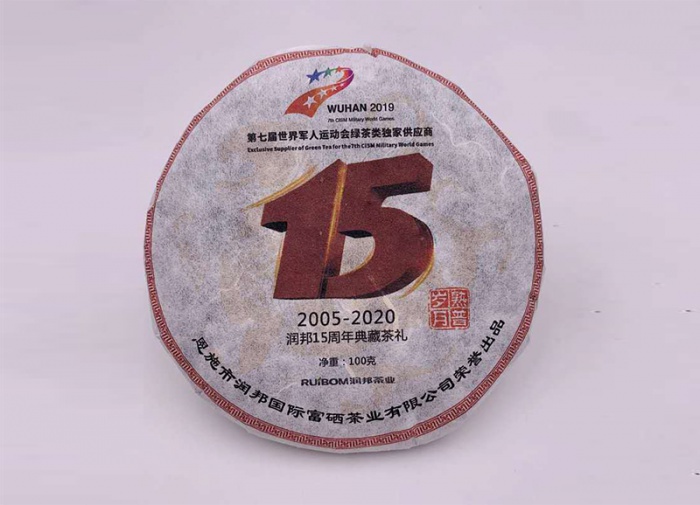 WUHAN 2019
7th CISM Military World Games
第七届世界军人运动会绿茶类独家供应商
Exclusive Supplier of Green Tea for the 7th CISM Military World Games
15
2005-2020
润邦15周年典藏茶礼
净重：100克
RUIBOM润邦茶业
熟普
岁月
恩施市润邦国际富硒茶业有限公司荣誉出品